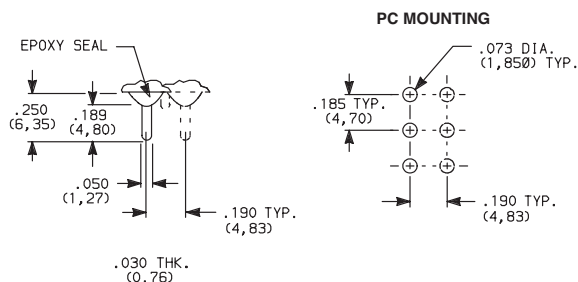 PC MOUNTING
EPOXY SEAL
.250
(6,35)
.189
(4,80)
.050
(1,27)
.190 TYP.
(4,83)
.030 THK.
(0,76)
.073 DIA.
(1,850) TYP.
.185 TYP.
(4,70)
.190 TYP.
(4,83)